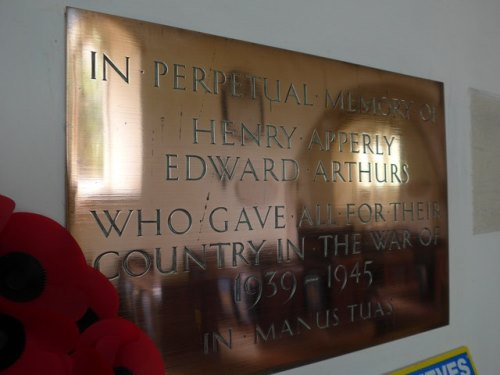 IN · PERPETUAL · MEMORY OF
HENRY · APPERLY
EDWARD · ARTHURS
WHO · GAVE · ALL · FOR · THEIR
COUNTRY · IN · THE · WAR · OF
1939 – 1945
IN · MANUS · TUAS